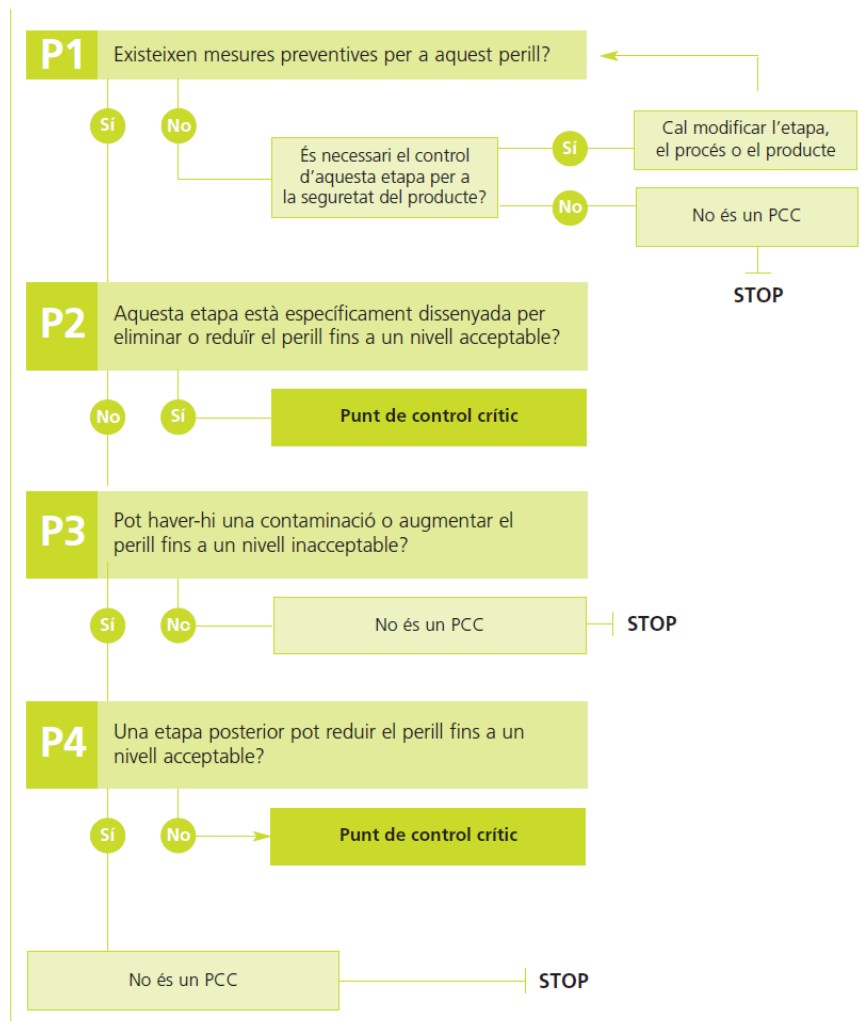 P1 Existeixen mesures preventives per a aquest perill?
Sí
No
És necessari el control
d'aquesta etapa per a
la seguretat del producte?
Sí
Cal modificar l'etapa,
el procés o el producte
No
No és un PCC
STOP
P2 Aquesta etapa està específicament dissenyada per
eliminar o reduïr el perill fins a un nivell acceptable?
No
Sí
Punt de control crític
P3 Pot haver-hi una contaminació o augmentar el
perill fins a un nivell inacceptable?
Sí
No
No és un PCC
STOP
P4 Una etapa posterior pot reduir el perill fins a un
nivell acceptable?
Sí
No
Punt de control crític
No és un PCC
STOP